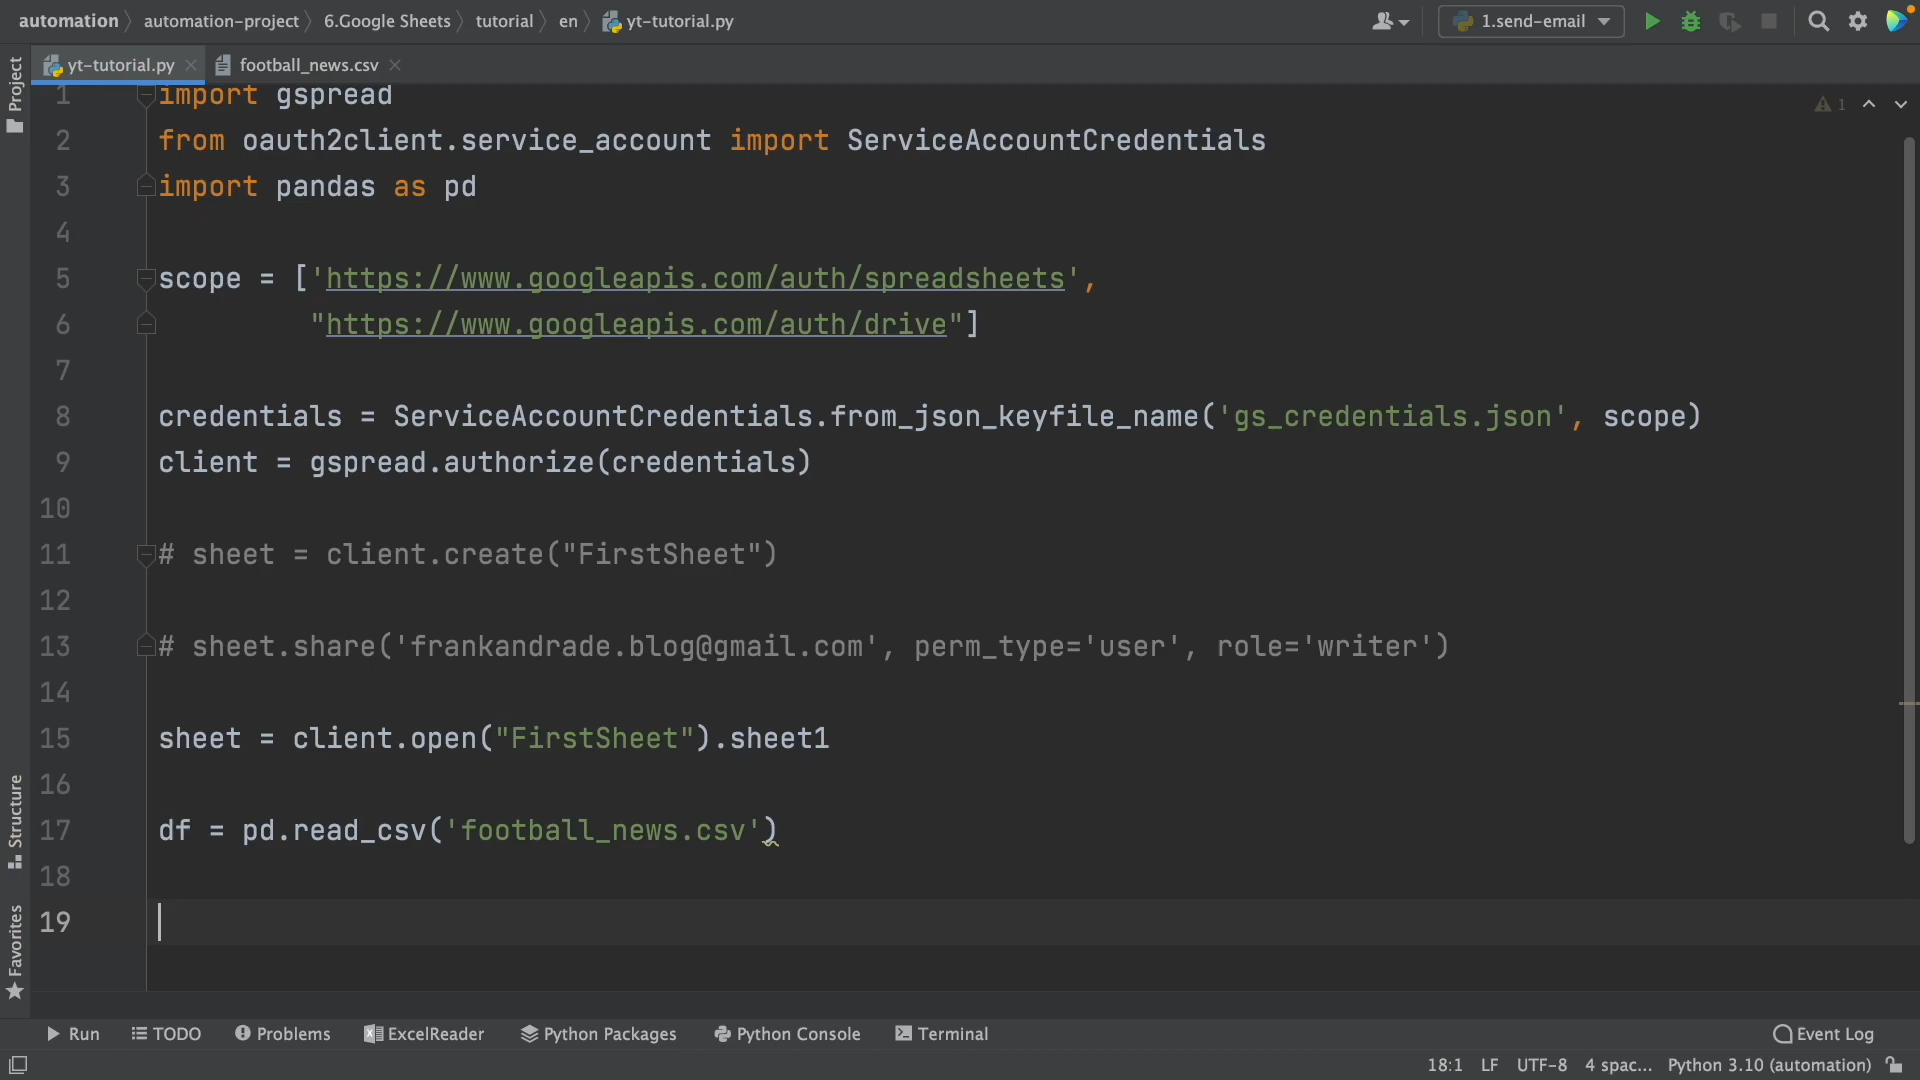 automation automation-project 6.Google Sheets tutorial en yt-tutorial.py 1.send-email
yt-tutorial.py football_news.csv
Project
1 import gspread
1
2 from oauth2client.service_account import ServiceAccountCredentials
3 import pandas as pd
4
5 scope = ['https://www.googleapis.com/auth/spreadsheets',
6 "https://www.googleapis.com/auth/drive"]
7
8 credentials = ServiceAccountCredentials.from_json_keyfile_name('gs_credentials.json', scope)
9 client = gspread.authorize(credentials)
10
11 # sheet = client.create("FirstSheet")
12
13 # sheet.share('frankandrade.blog@gmail.com', perm_type='user', role='writer')
14
15 sheet = client.open("FirstSheet").sheet1
16
17 df = pd.read_csv('football_news.csv')
18
19
Structure
Favorites
Run TODO Problems ExcelReader Python Packages Python Console Terminal Event Log
18:1 LF UTF-8 4 spac... Python 3.10 (automation)